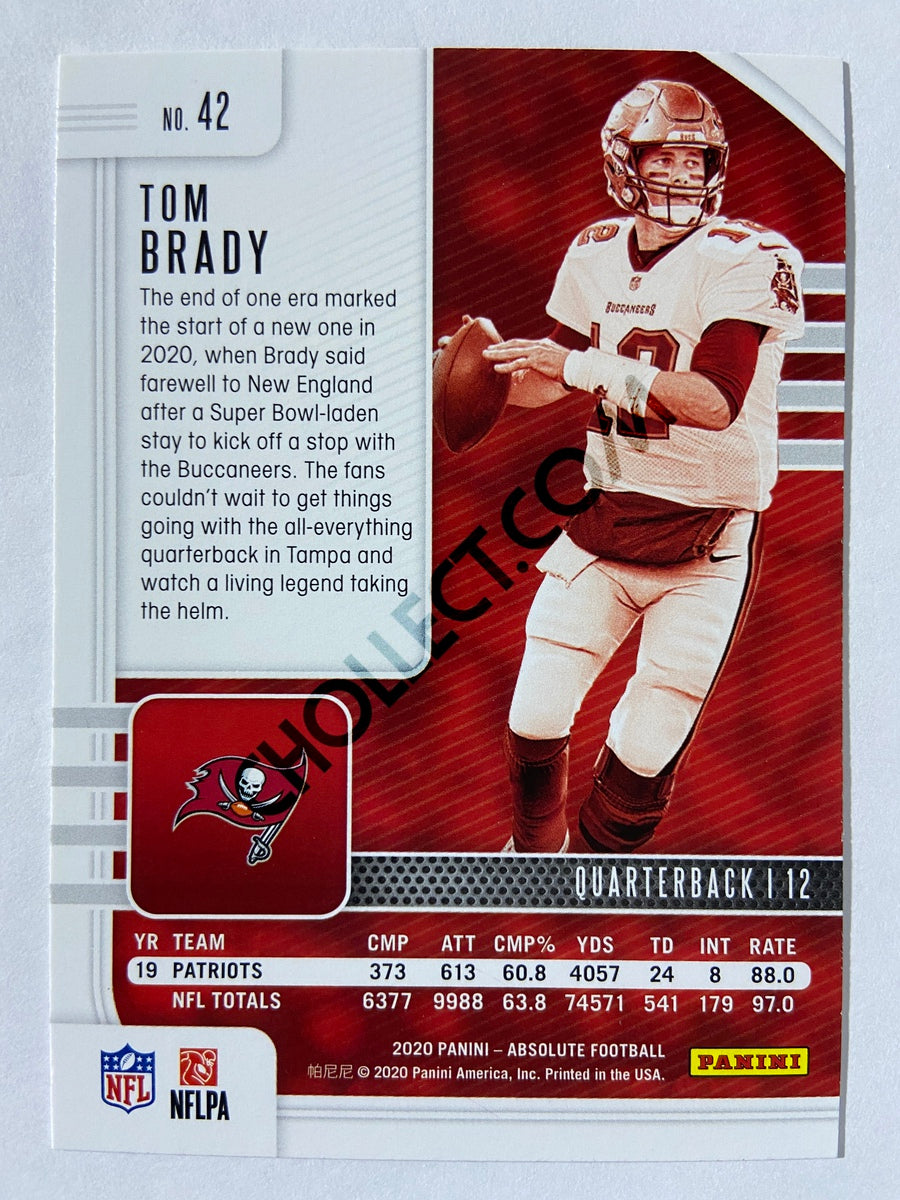 NO. 42
TOM
BRADY
The end of one era marked
the start of a new one in
2020, when Brady said
farewell to New England
after a Super Bowl-laden
stay to kick off a stop with
the Buccaneers. The fans
couldn't wait to get things
going with the all-everything
quarterback in Tampa and
watch a living legend taking
the helm.
12
12
BUCCANEERS
12
CHOLLECT.COM
QUARTERBACK | 12
YR TEAM CMP ATT CMP% YDS TD INT RATE
19 PATRIOTS 373 613 60.8 4057 24 8 88.0
NFL TOTALS 6377 9988 63.8 74571 541 179 97.0
2020 PANINI – ABSOLUTE FOOTBALL
帕尼尼 © 2020 Panini America, Inc. Printed in the USA.
PANINI
NFL
NFLPA